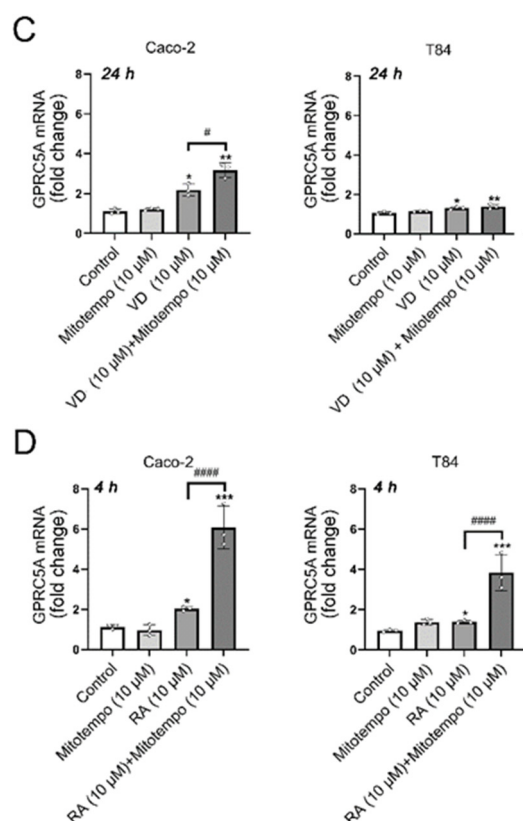 C
Caco-2
24 h
GPRC5A mRNA
(fold change)
8
6
4
2
0
*
#
**
Control
Mitotempo (10 µM)
VD (10 µM)
VD (10 µM)+Mitotempo (10 µM)
T84
24 h
GPRC5A mRNA
(fold change)
8
6
4
2
0
*
**
Control
Mitotempo (10 µM)
VD (10 µM)
VD (10 µM) + Mitotempo (10 µM)
D
Caco-2
4 h
GPRC5A mRNA
(fold change)
8
6
4
2
0
*
####
***
Control
Mitotempo (10 µM)
RA (10 µM)
RA (10 µM)+Mitotempo (10 µM)
T84
4 h
GPRC5A mRNA
(fold change)
8
6
4
2
0
*
####
***
Control
Mitotempo (10 µM)
RA (10 µM)
RA (10 µM)+Mitotempo (10 µM)